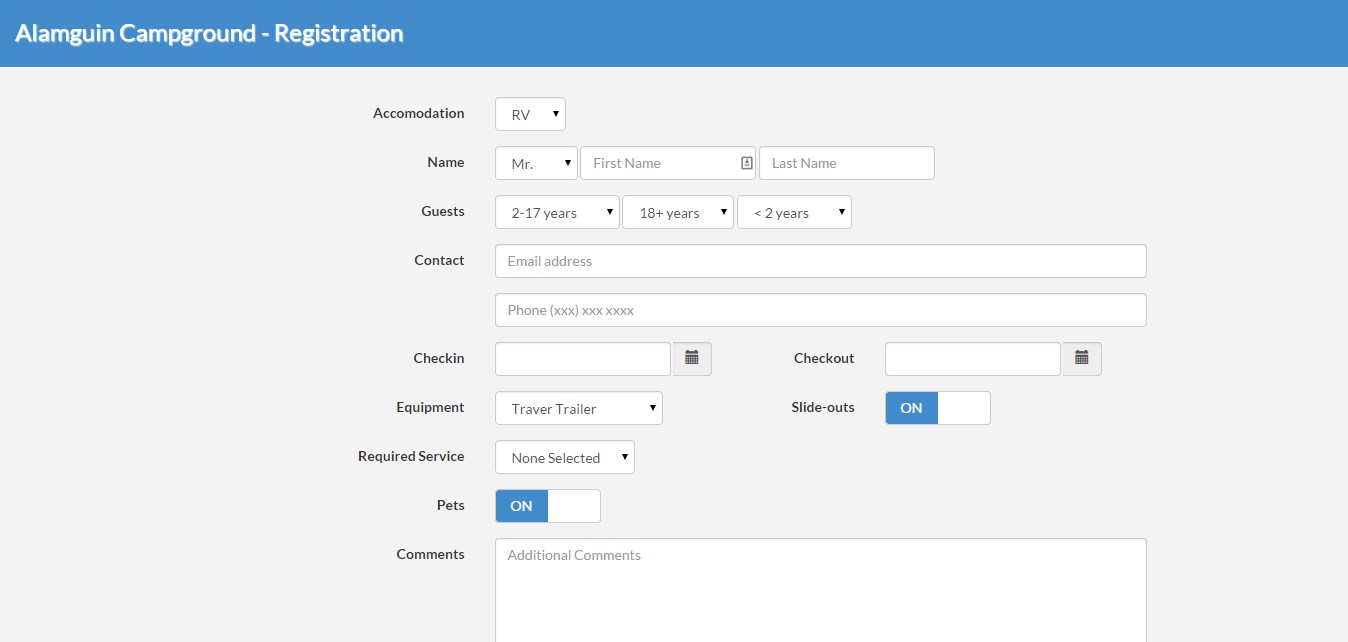 Alamguin Campground - Registration
Accomodation RV
Name Mr. First Name Last Name
Guests 2-17 years 18+ years < 2 years
Contact Email address
Phone (xxx) xxx xxxx
Checkin Checkout
Equipment Traver Trailer Slide-outs ON
Required Service None Selected
Pets ON
Comments Additional Comments